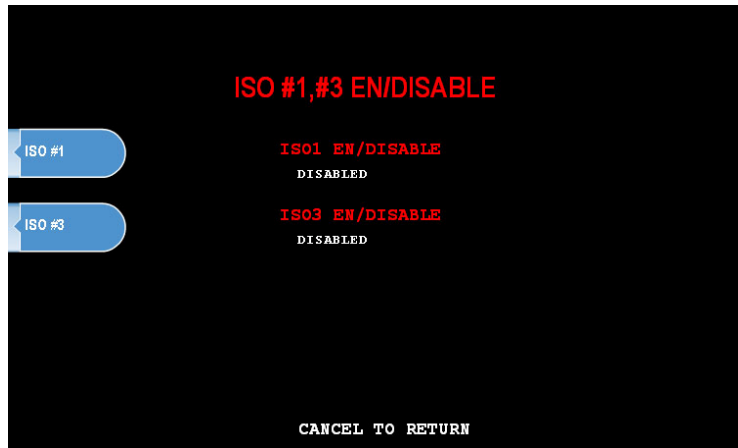 ISO #1,#3 EN/DISABLE
ISO #1
ISO1 EN/DISABLE
DISABLED
ISO #3
ISO3 EN/DISABLE
DISABLED
CANCEL TO RETURN